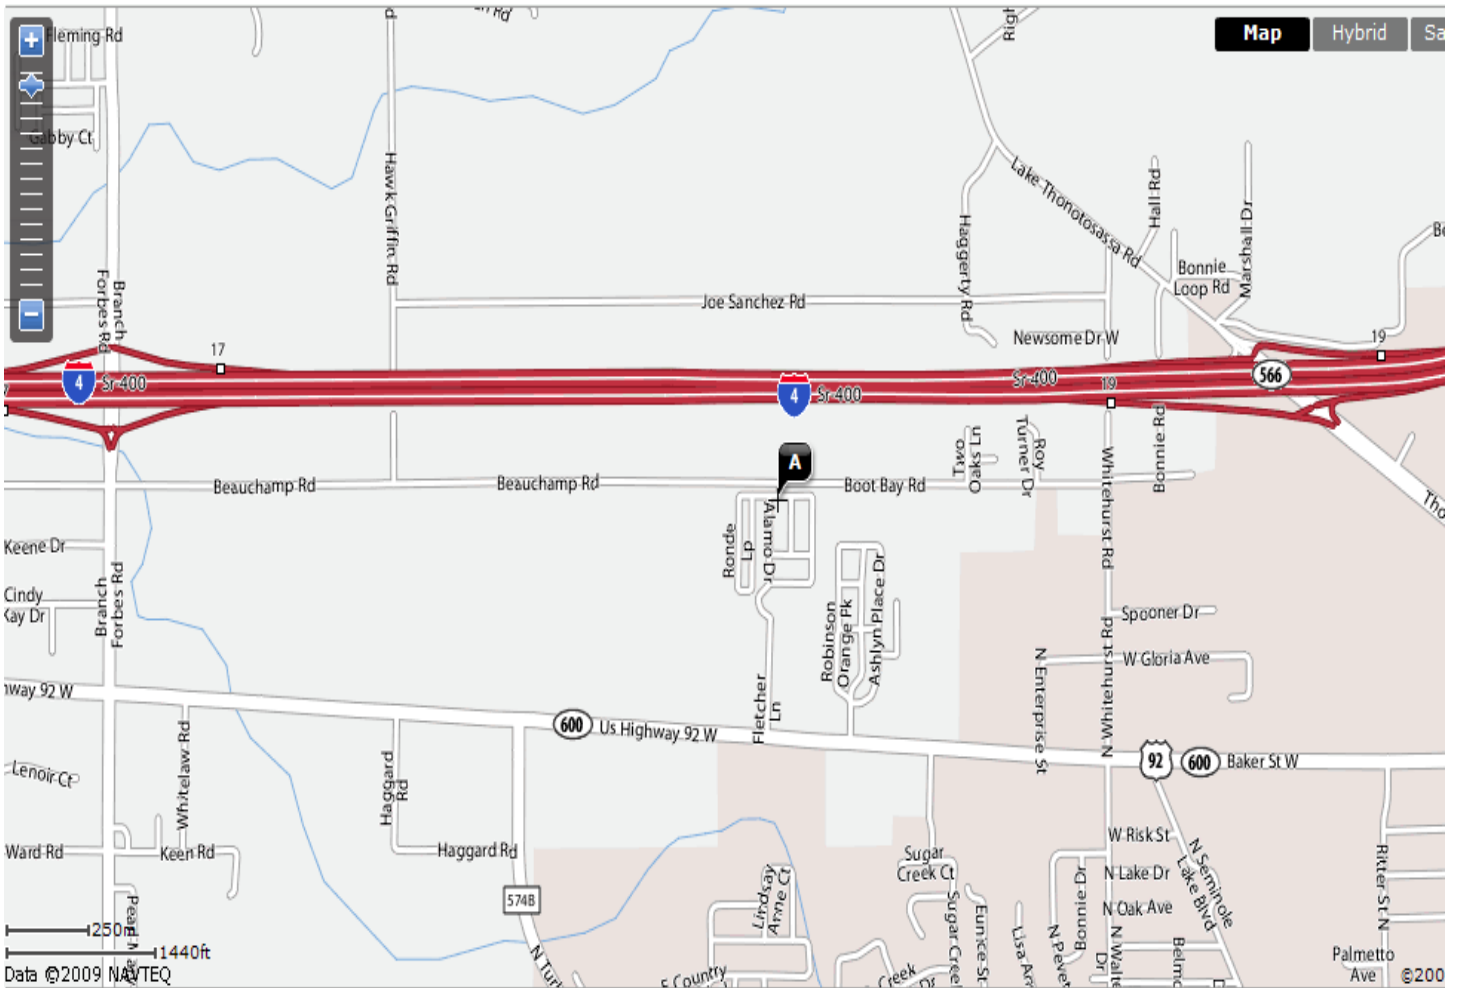 Map
Hybrid
Fleming Rd
Gabby Ct
Hawk Griffin Rd
Lake Thonotosassa Rd
Hall Rd
Marshall Dr
Haggerty Rd
Bonnie
Loop Rd
Branch
Forbes Rd
Joe Sanchez Rd
Newsome Dr W
17
19
4
Sr 400
4
Sr 400
Sr 400
19
566
A
Beauchamp Rd
Beauchamp Rd
Boot Bay Rd
Two
Oaks Ln
Roy
Turner Dr
Whitehurst Rd
Bonnie Rd
Ronde
Lp
Alamo Dr
Keene Dr
Cindy
Kay Dr
Branch
Forbes Rd
Robinson
Orange Pk
Ashlyn Place Dr
Spooner Dr
W Gloria Ave
N Enterprise St
N Whitehurst Rd
Fletcher
Ln
hway 92 W
600
Us Highway 92 W
92
600
Baker St W
Lenoir Ct
Whitelaw Rd
Haggard
Rd
Ward Rd
Keen Rd
Haggard Rd
574B
Sugar
Creek Ct
Lindsay
Anne Ct
W Risk St
N Lake Dr
N Oak Ave
N Seminole
Lake Blvd
Bonnie Dr
Ritter St N
Eunice St
Palmetto
Ave
E Country
Creek
Dr
250m
1440ft
Data ©2009 NAVTEQ
©200